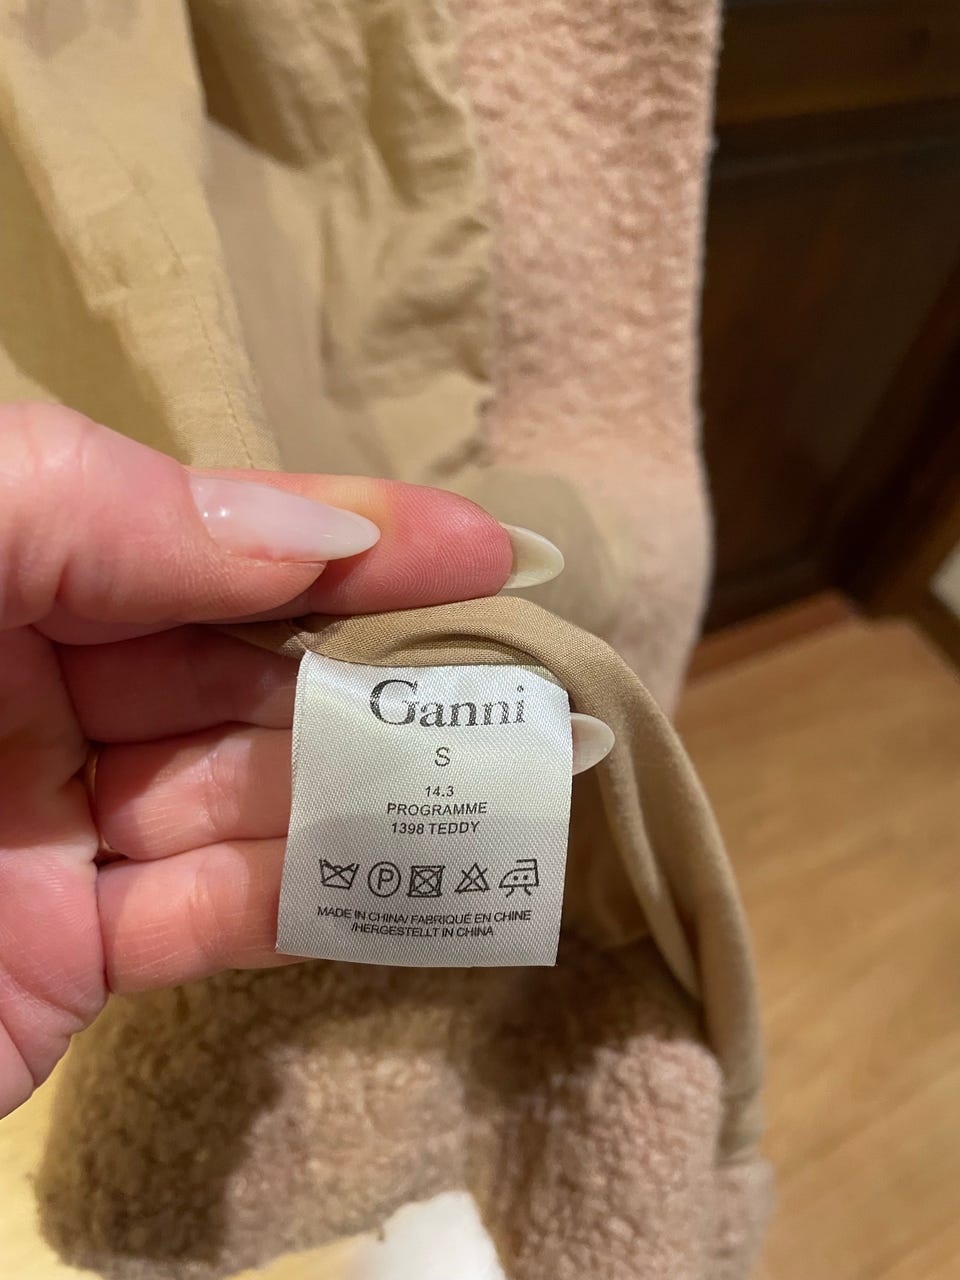 Ganni
S
14.3
PROGRAMME
1398 TEDDY
P
MADE IN CHINA/ FABRIQUÉ EN CHINE
/HERGESTELLT IN CHINA